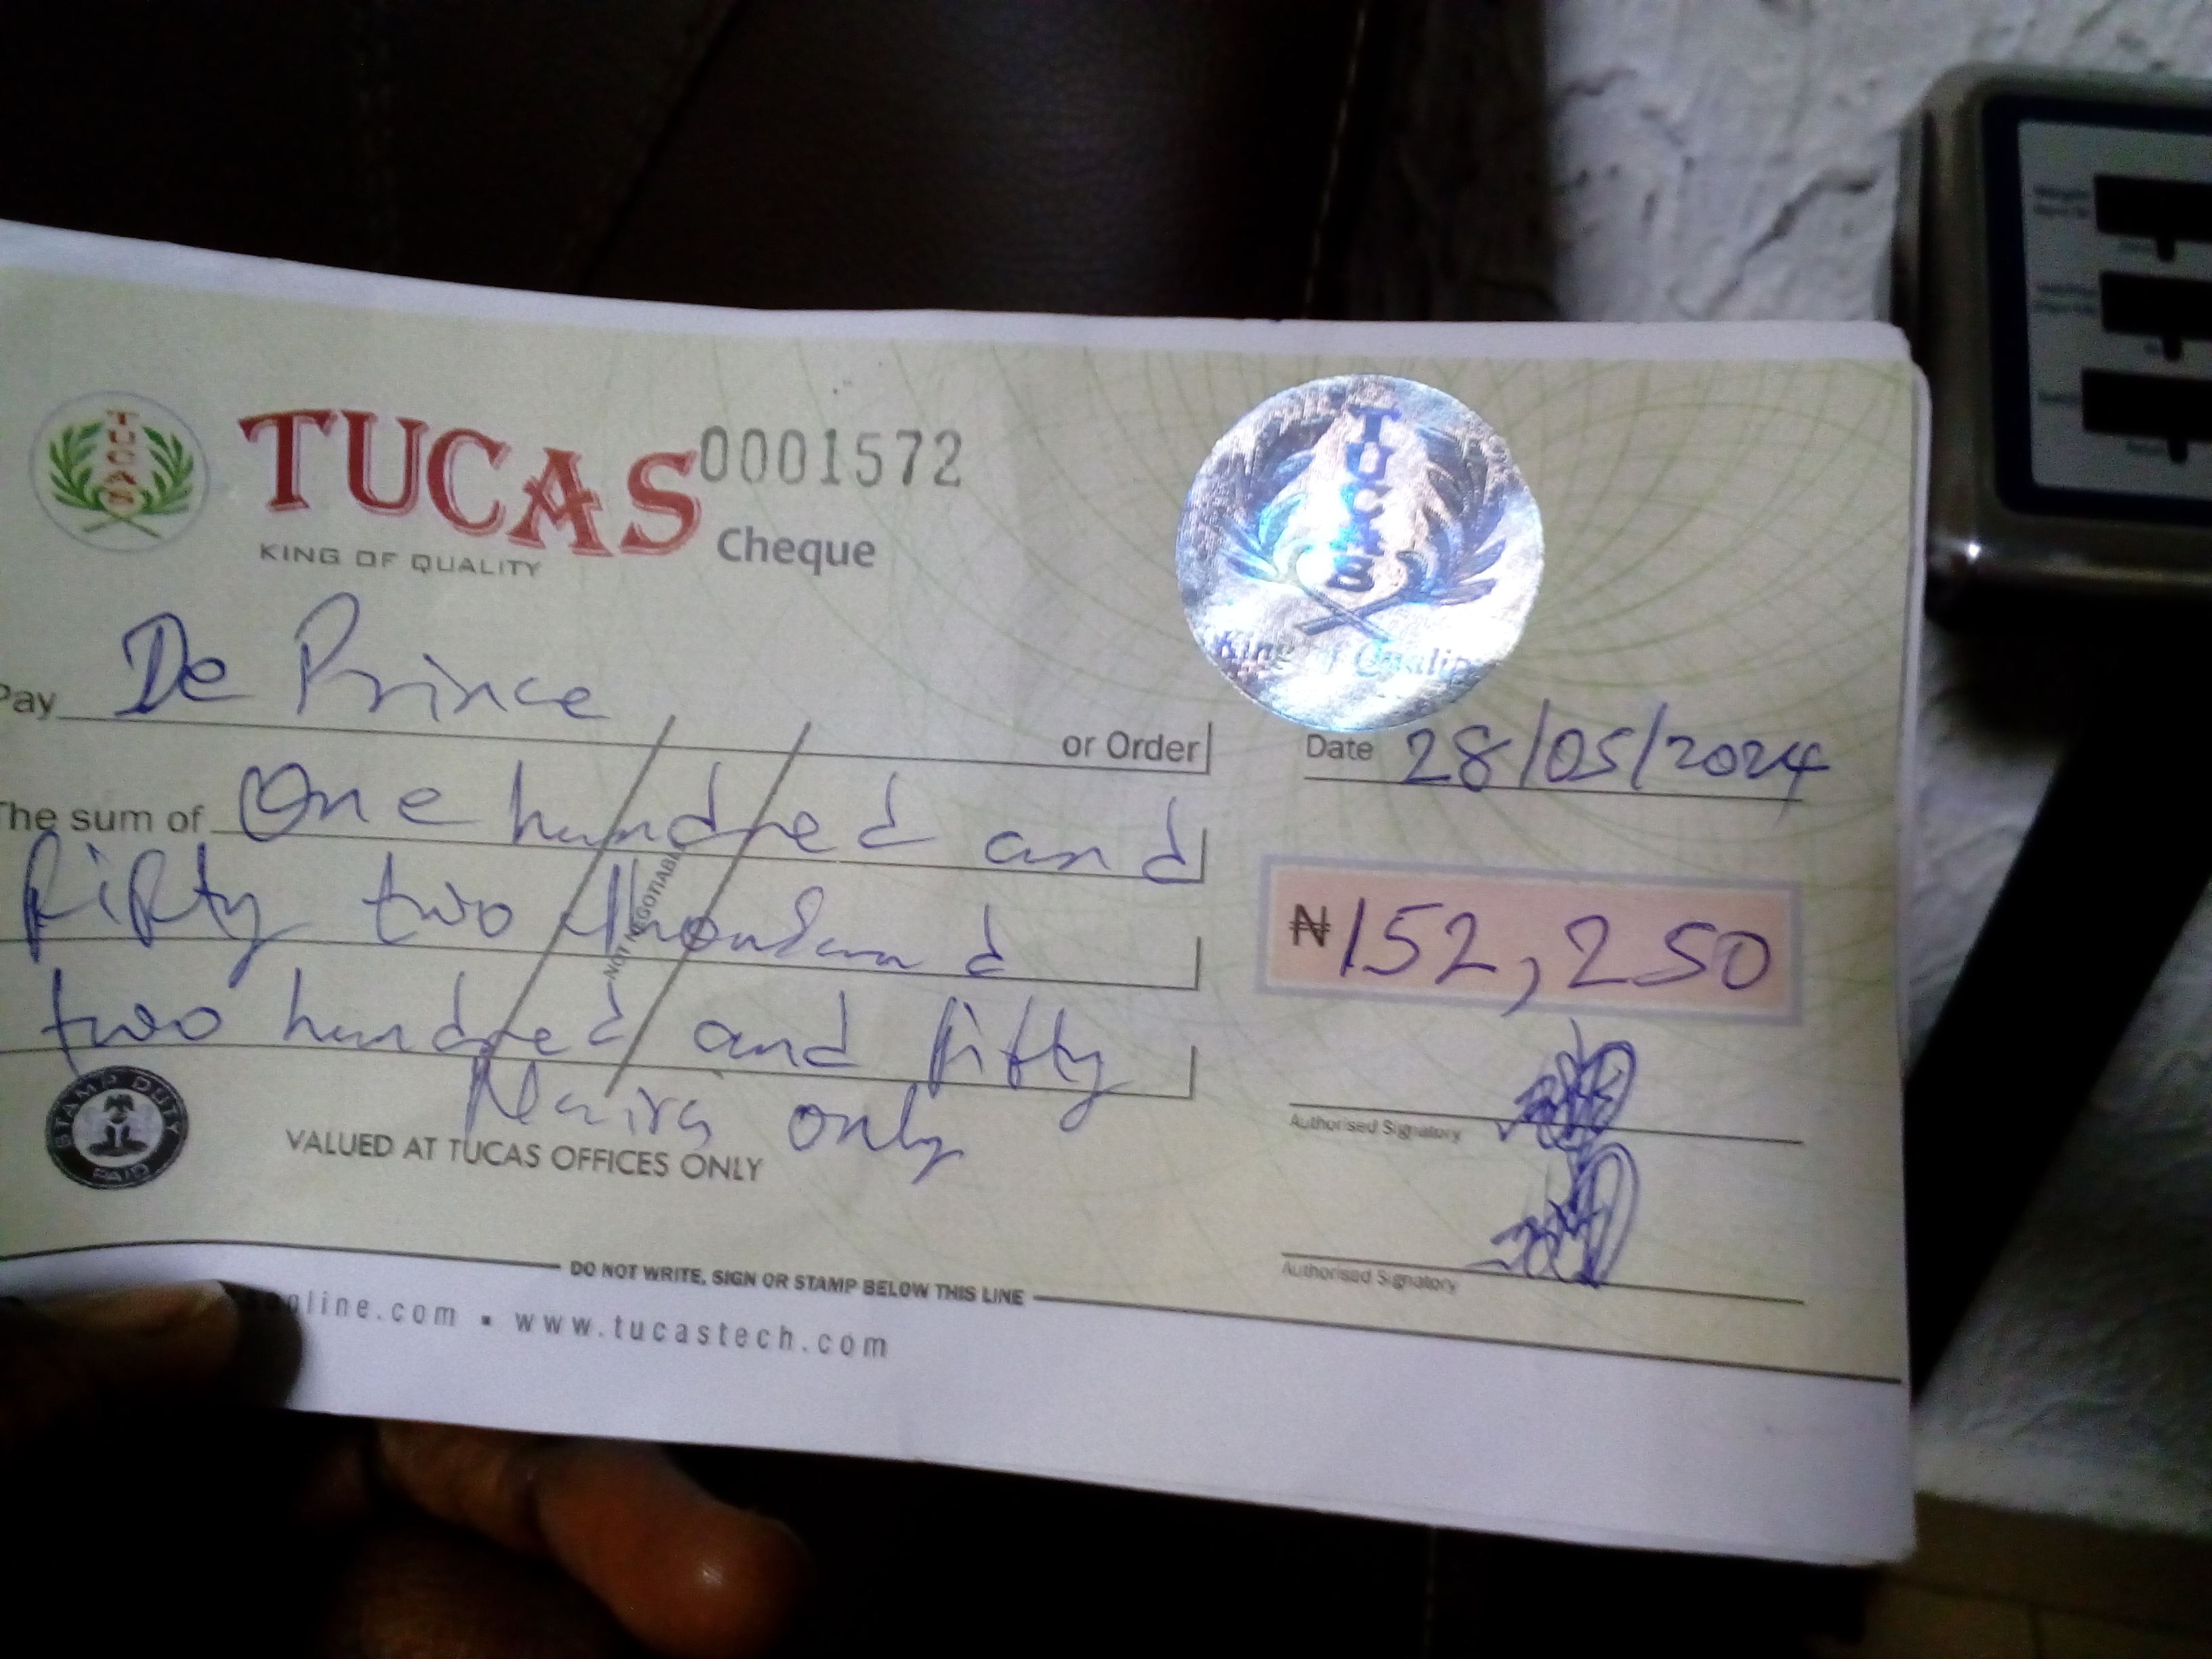 TUCAS
TUCAS 0001572
KING OF QUALITY
Cheque
TUCAS
King of Quality
Pay De Prince or Order
Date 28/05/2024
The sum of One hundred and
fifty two thousand
NOT NEGOTIABLE
₦152,250
two hundred and fifty
Naira only
STAMP DUTY
PAID
VALUED AT TUCAS OFFICES ONLY
Authorised Signatory
Authorised Signatory
DO NOT WRITE, SIGN OR STAMP BELOW THIS LINE
online.com ▪ www.tucastech.com